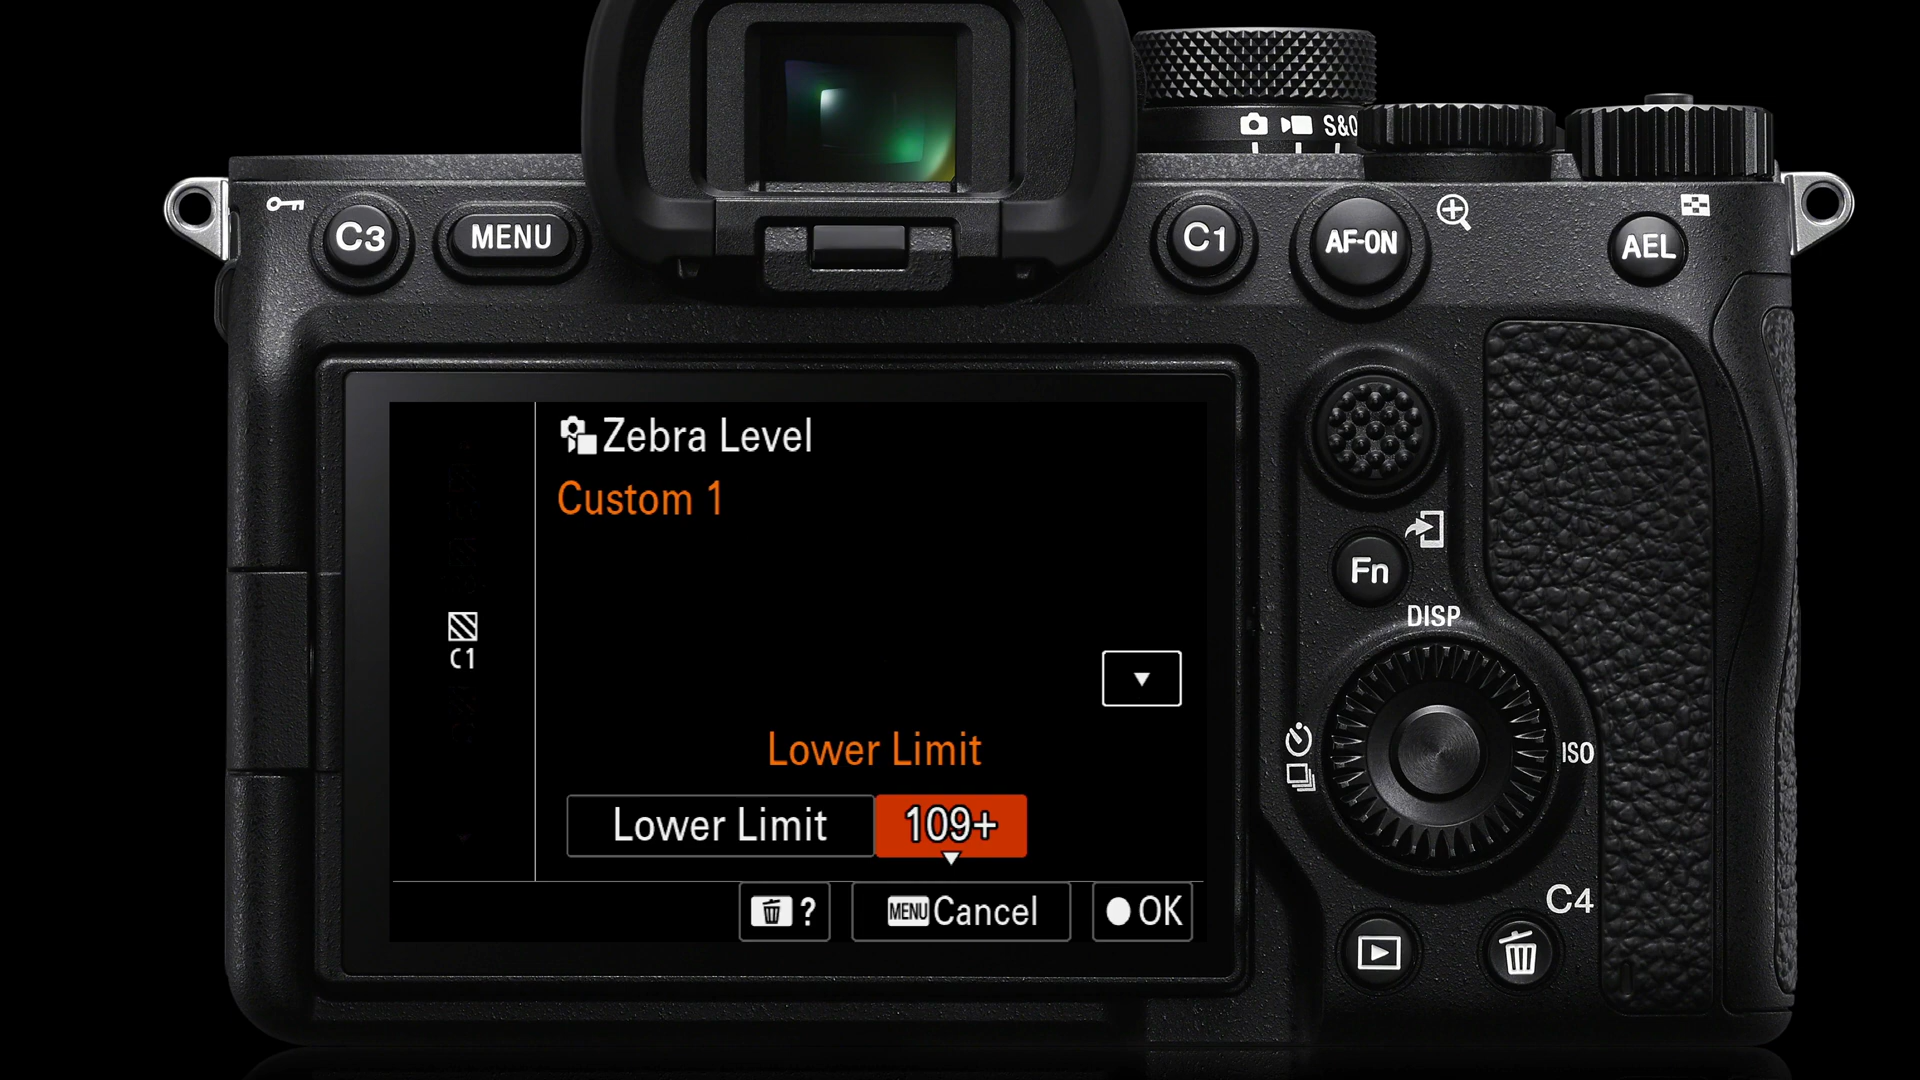 S&Q
C3
MENU
C1
AF-ON
AEL
Zebra Level
Custom 1
C1
Lower Limit
Lower Limit 109+
? MENU Cancel OK
Fn
DISP
ISO
C4